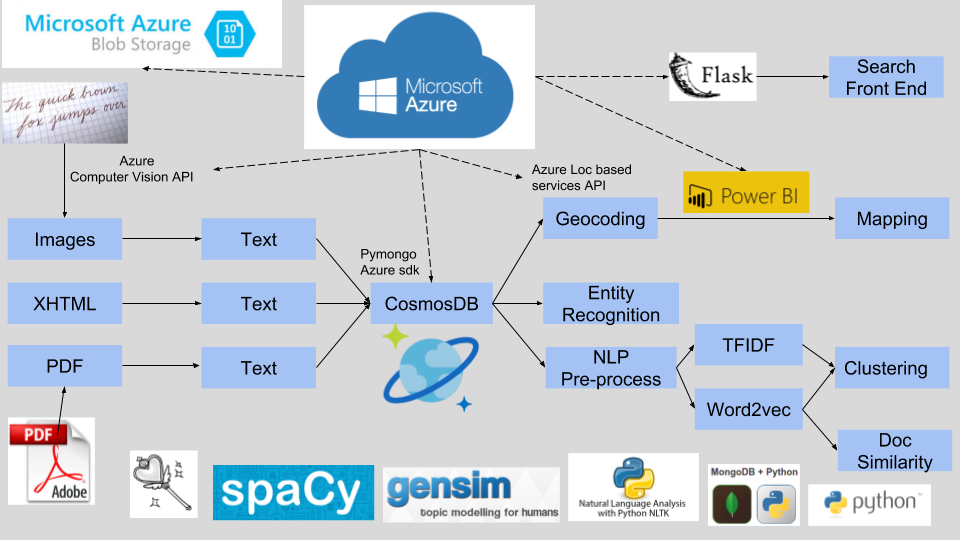 Microsoft Azure
Blob Storage
10
01
Microsoft
Azure
Flask
Search
Front End
The quick brown
fox jumps over
Azure
Computer Vision API
Azure Loc based
services API
Power BI
Images
Text
Pymongo
Azure sdk
Geocoding
Mapping
XHTML
Text
CosmosDB
Entity
Recognition
PDF
Text
NLP
Pre-process
TFIDF
Clustering
Word2vec
Doc
Similarity
PDF
Adobe
spaCy
gensim
topic modelling for humans
Natural Language Analysis
with Python NLTK
MongoDB + Python
python™